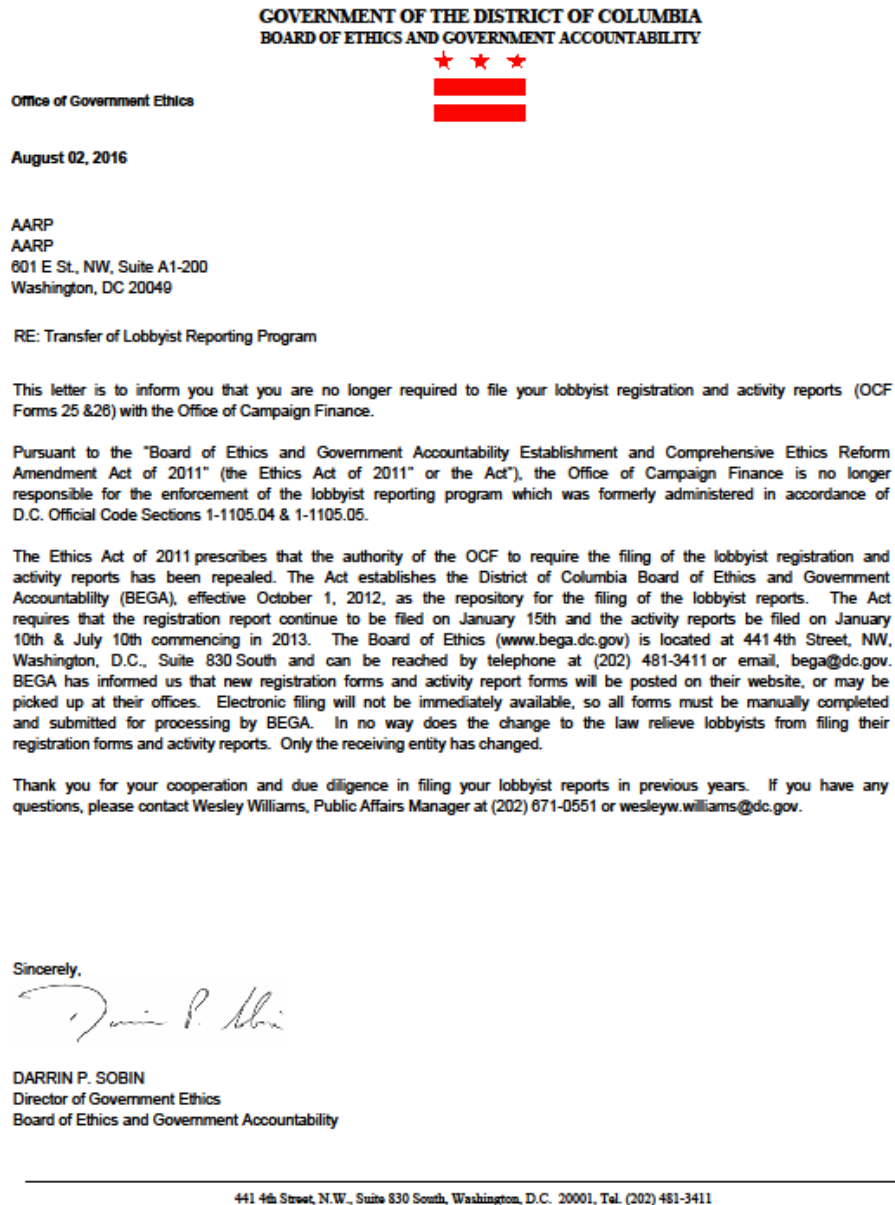 GOVERNMENT OF THE DISTRICT OF COLUMBIA
BOARD OF ETHICS AND GOVERNMENT ACCOUNTABILITY
Office of Government Ethics
August 02, 2016
AARP
AARP
601 E St., NW, Suite A1-200
Washington, DC 20049
RE: Transfer of Lobbyist Reporting Program
This letter is to inform you that you are no longer required to file your lobbyist registration and activity reports (OCF
Forms 25 &26) with the Office of Campaign Finance.
Pursuant to the "Board of Ethics and Government Accountability Establishment and Comprehensive Ethics Reform
Amendment Act of 2011" (the Ethics Act of 2011" or the Act"), the Office of Campaign Finance is no longer
responsible for the enforcement of the lobbyist reporting program which was formerly administered in accordance of
D.C. Official Code Sections 1-1105.04 & 1-1105.05.
The Ethics Act of 2011 prescribes that the authority of the OCF to require the filing of the lobbyist registration and
activity reports has been repealed. The Act establishes the District of Columbia Board of Ethics and Government
Accountablilty (BEGA), effective October 1, 2012, as the repository for the filing of the lobbyist reports. The Act
requires that the registration report continue to be filed on January 15th and the activity reports be filed on January
10th & July 10th commencing in 2013. The Board of Ethics (www.bega.dc.gov) is located at 441 4th Street, NW,
Washington, D.C., Suite 830 South and can be reached by telephone at (202) 481-3411 or email, bega@dc.gov.
BEGA has informed us that new registration forms and activity report forms will be posted on their website, or may be
picked up at their offices. Electronic filing will not be immediately available, so all forms must be manually completed
and submitted for processing by BEGA. In no way does the change to the law relieve lobbyists from filing their
registration forms and activity reports. Only the receiving entity has changed.
Thank you for your cooperation and due diligence in filing your lobbyist reports in previous years. If you have any
questions, please contact Wesley Williams, Public Affairs Manager at (202) 671-0551 or wesleyw.williams@dc.gov.
Sincerely,
Darrin P. Sobin
DARRIN P. SOBIN
Director of Government Ethics
Board of Ethics and Government Accountability
441 4th Street, N.W., Suite 830 South, Washington, D.C. 20001, Tel. (202) 481-3411